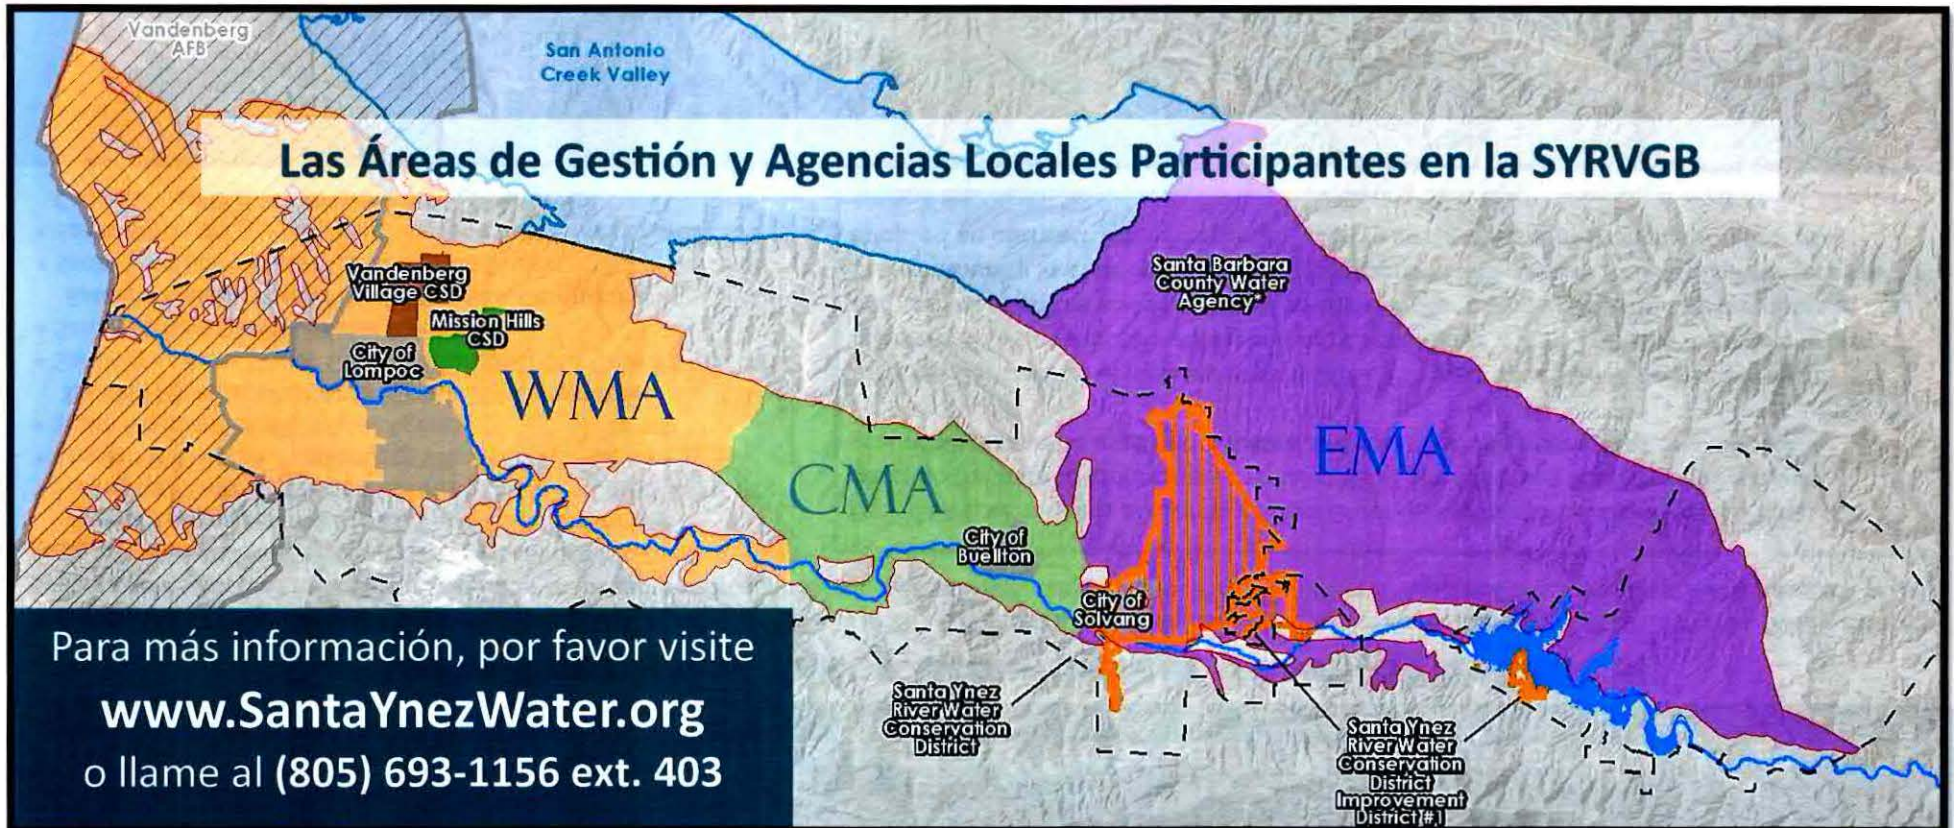 Vandenberg
AFB
San Antonio
Creek Valley
Las Áreas de Gestión y Agencias Locales Participantes en la SYRVGB
Santa Barbara
County Water
Agency*
Vandenberg
Village CSD
Mission Hills
CSD
City of
Lompoc
WMA
CMA
EMA
City of
Buellton
City of
Solvang
Santa Ynez
River Water
Conservation
District
Santa Ynez
River Water
Conservation
District
Improvement
District #1
Para más información, por favor visite
www.SantaYnezWater.org
o llame al (805) 693-1156 ext. 403